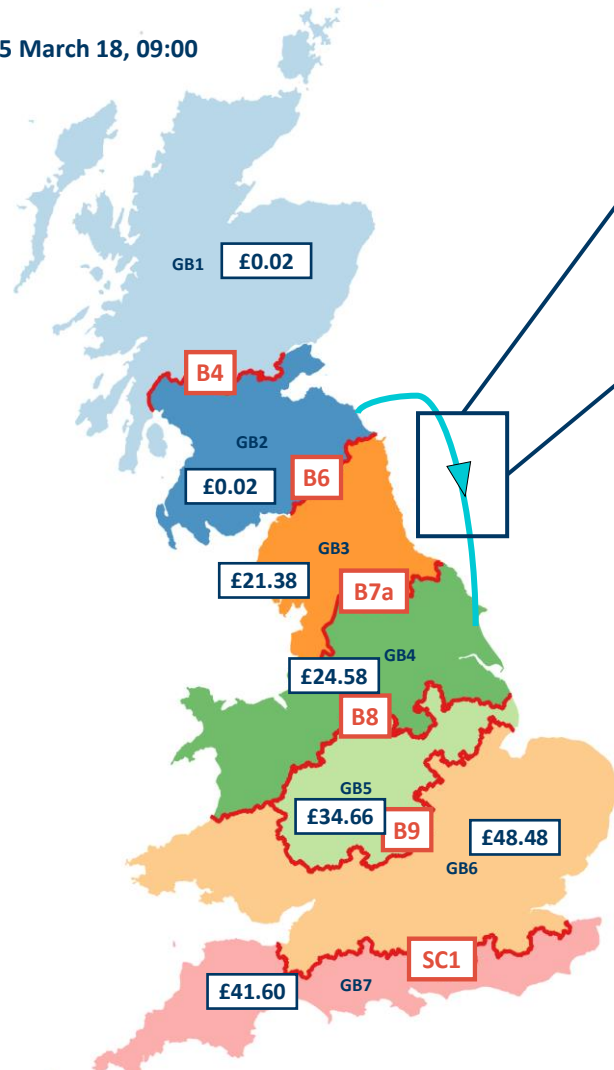 5 March 18, 09:00
GB1
£0.02
B4
GB2
£0.02
B6
GB3
£21.38
B7a
GB4
£24.58
B8
GB5
£34.66
B9
£48.48
GB6
SC1
GB7
£41.60